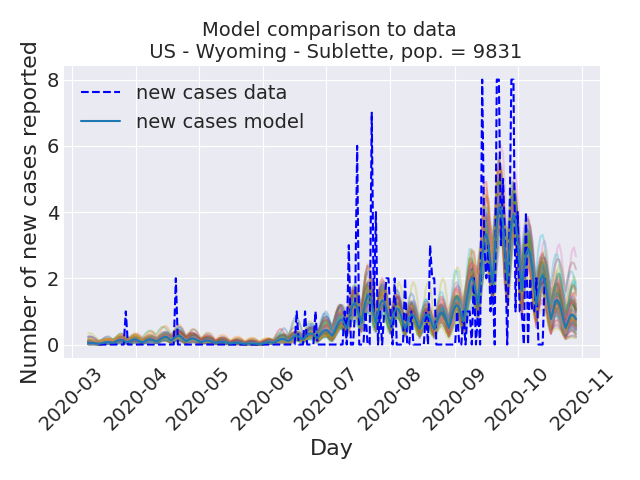 Model comparison to data
US - Wyoming - Sublette, pop. = 9831
Number of new cases reported
8
6
4
2
0
new cases data
new cases model
2020-03
2020-04
2020-05
2020-06
2020-07
2020-08
2020-09
2020-10
2020-11
Day